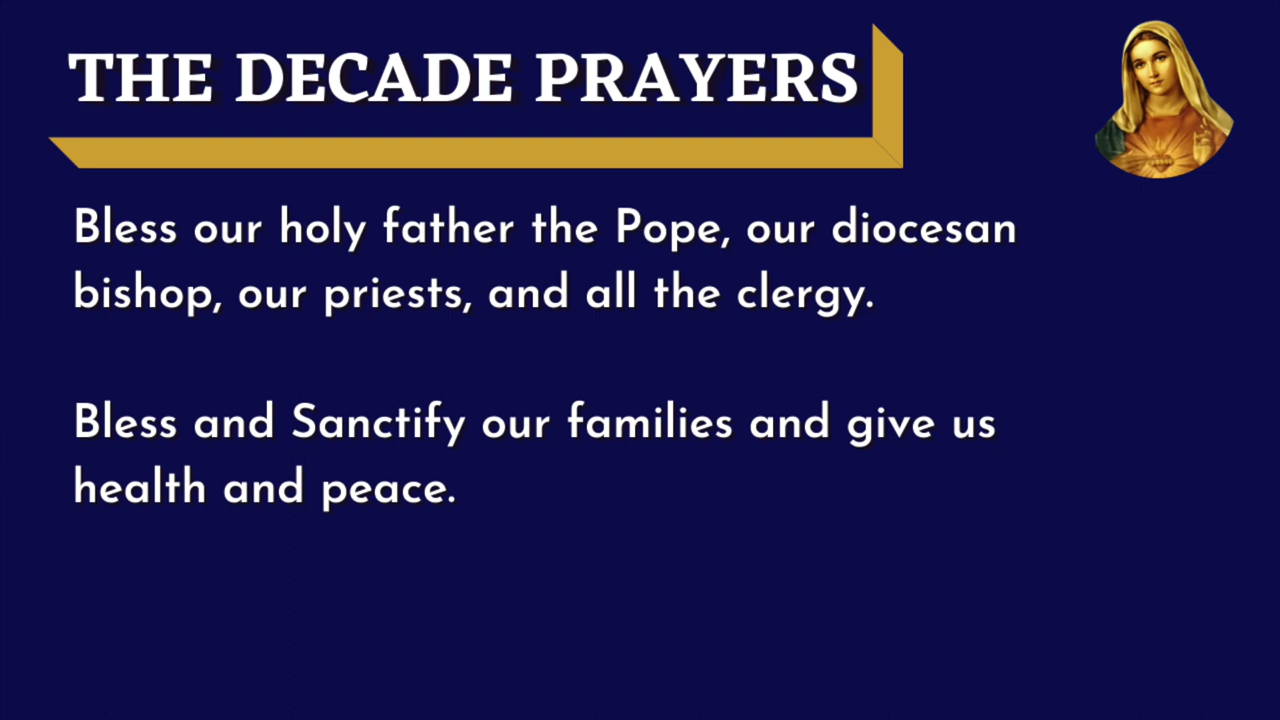 THE DECADE PRAYERS
Bless our holy father the Pope, our diocesan
bishop, our priests, and all the clergy.
Bless and Sanctify our families and give us
health and peace.